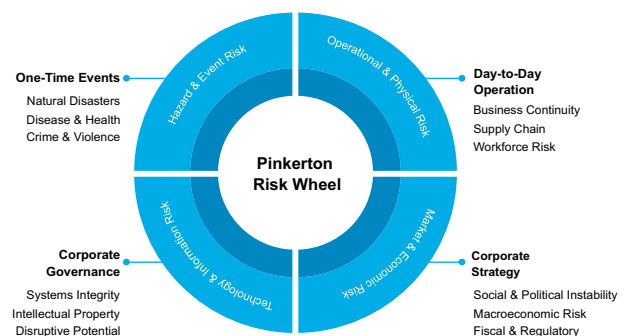 Hazard & Event Risk
Operational & Physical Risk
One-Time Events
Natural Disasters
Disease & Health
Crime & Violence
Day-to-Day
Operation
Business Continuity
Supply Chain
Workforce Risk
Pinkerton
Risk Wheel
Technology & Information Risk
Market & Economic Risk
Corporate
Governance
Systems Integrity
Intellectual Property
Disruptive Potential
Corporate
Strategy
Social & Political Instability
Macroeconomic Risk
Fiscal & Regulatory